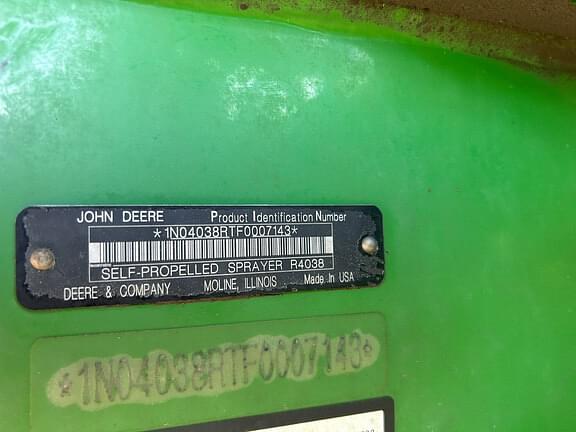 JOHN DEERE Product Identification Number
*1N04038RTF0007143*
SELF-PROPELLED SPRAYER R4038
DEERE & COMPANY MOLINE, ILLINOIS Made In USA
*1N04038RTF0007143*